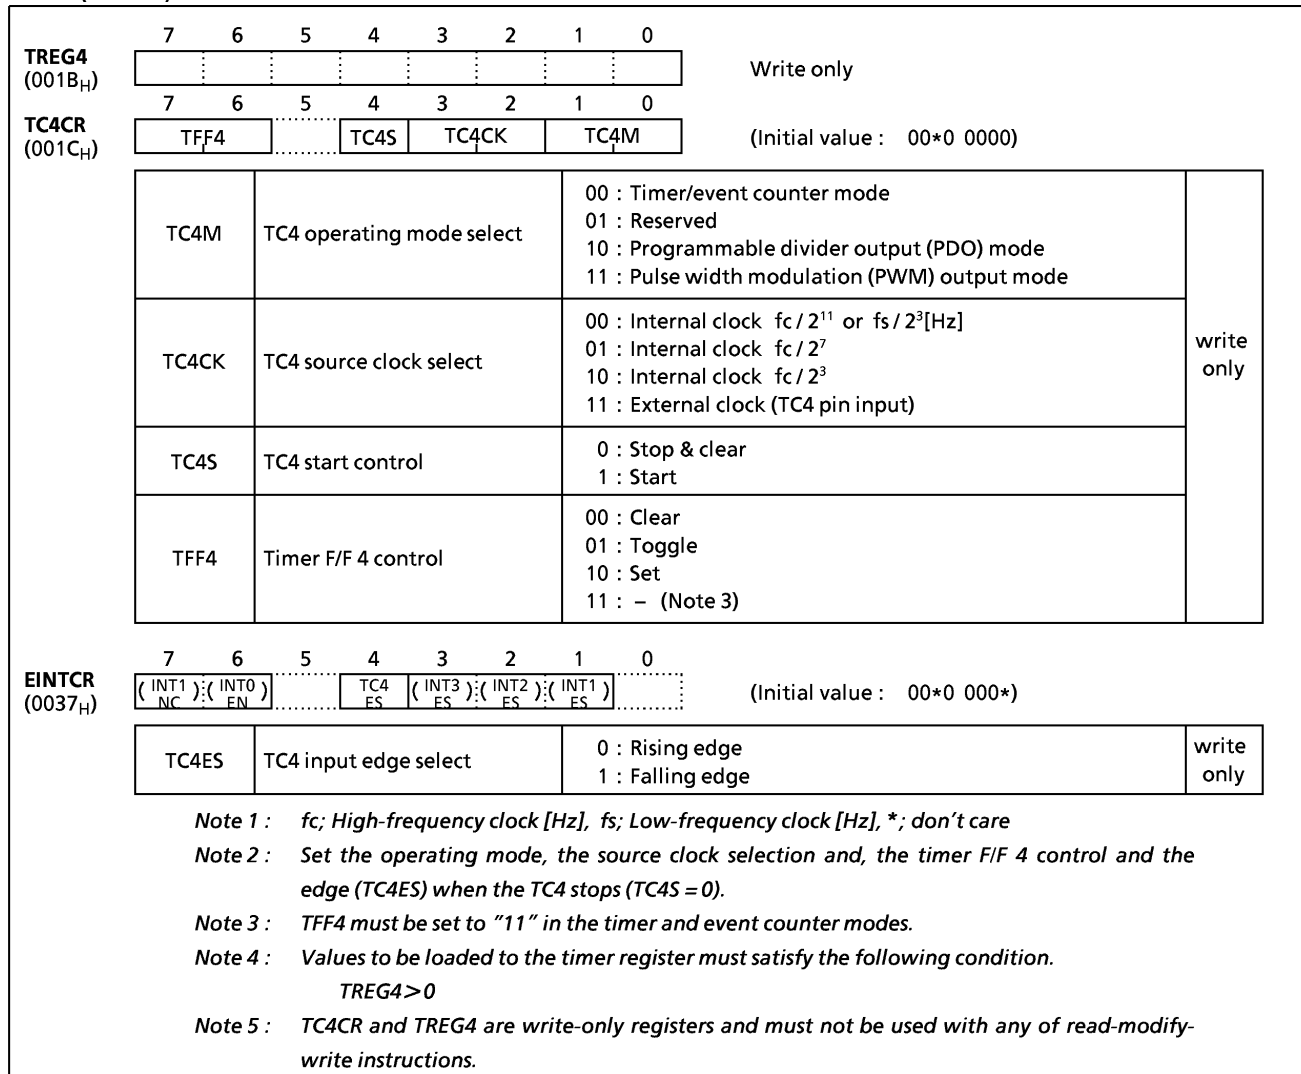 7 6 5 4 3 2 1 0
TREG4
(001BH) Write only
7 6 5 4 3 2 1 0
TC4CR
(001CH) TFF4 TC4S TC4CK TC4M (Initial value : 00*0 0000)
TC4M TC4 operating mode select
00 : Timer/event counter mode
01 : Reserved
10 : Programmable divider output (PDO) mode
11 : Pulse width modulation (PWM) output mode
TC4CK TC4 source clock select
00 : Internal clock fc / 2¹¹ or fs / 2³[Hz]
01 : Internal clock fc / 2⁷
10 : Internal clock fc / 2³
11 : External clock (TC4 pin input)
write
only
TC4S TC4 start control
0 : Stop & clear
1 : Start
TFF4 Timer F/F 4 control
00 : Clear
01 : Toggle
10 : Set
11 : – (Note 3)
7 6 5 4 3 2 1 0
EINTCR
(0037H) (INT1 NC) (INT0 EN) TC4 ES (INT3 ES) (INT2 ES) (INT1 ES) (Initial value : 00*0 000*)
TC4ES TC4 input edge select
0 : Rising edge
1 : Falling edge
write
only
Note 1 : fc; High-frequency clock [Hz], fs; Low-frequency clock [Hz], *; don't care
Note 2 : Set the operating mode, the source clock selection and, the timer F/F 4 control and the
edge (TC4ES) when the TC4 stops (TC4S = 0).
Note 3 : TFF4 must be set to "11" in the timer and event counter modes.
Note 4 : Values to be loaded to the timer register must satisfy the following condition.
TREG4>0
Note 5 : TC4CR and TREG4 are write-only registers and must not be used with any of read-modify-
write instructions.